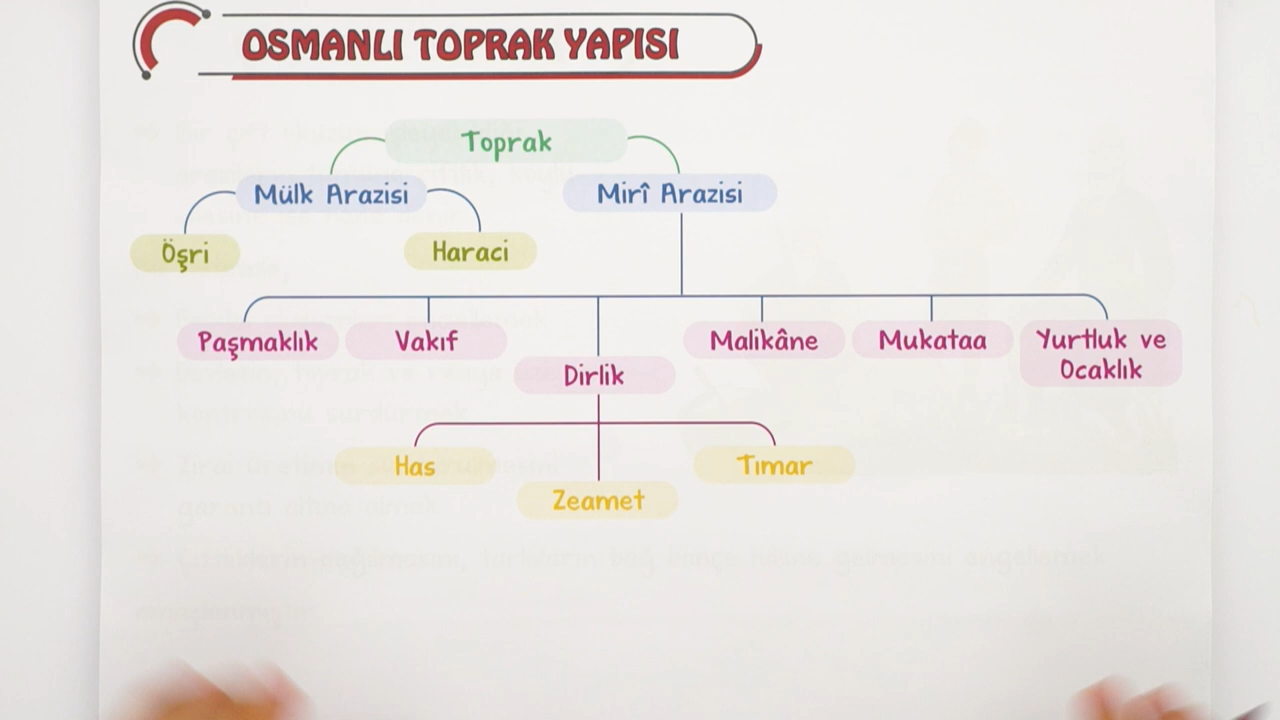 OSMANLI TOPRAK YAPISI
Toprak
Mülk Arazisi
Mirî Arazisi
Öşri
Haraci
Paşmaklık
Vakıf
Dirlik
Malikâne
Mukataa
Yurtluk ve
Ocaklık
Has
Zeamet
Tımar